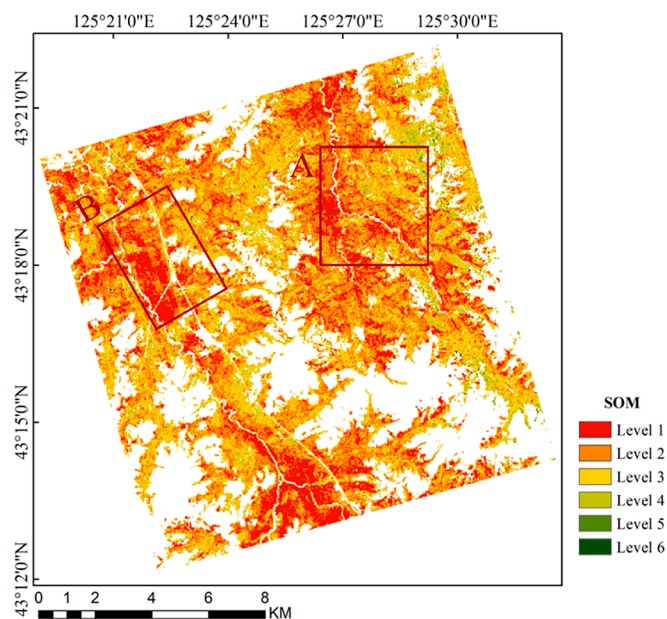 125°21'0"E 125°24'0"E 125°27'0"E 125°30'0"E
43°21'0"N
43°18'0"N
43°15'0"N
43°12'0"N
A
B
SOM
Level 1
Level 2
Level 3
Level 4
Level 5
Level 6
0 1 2 4 6 8
KM